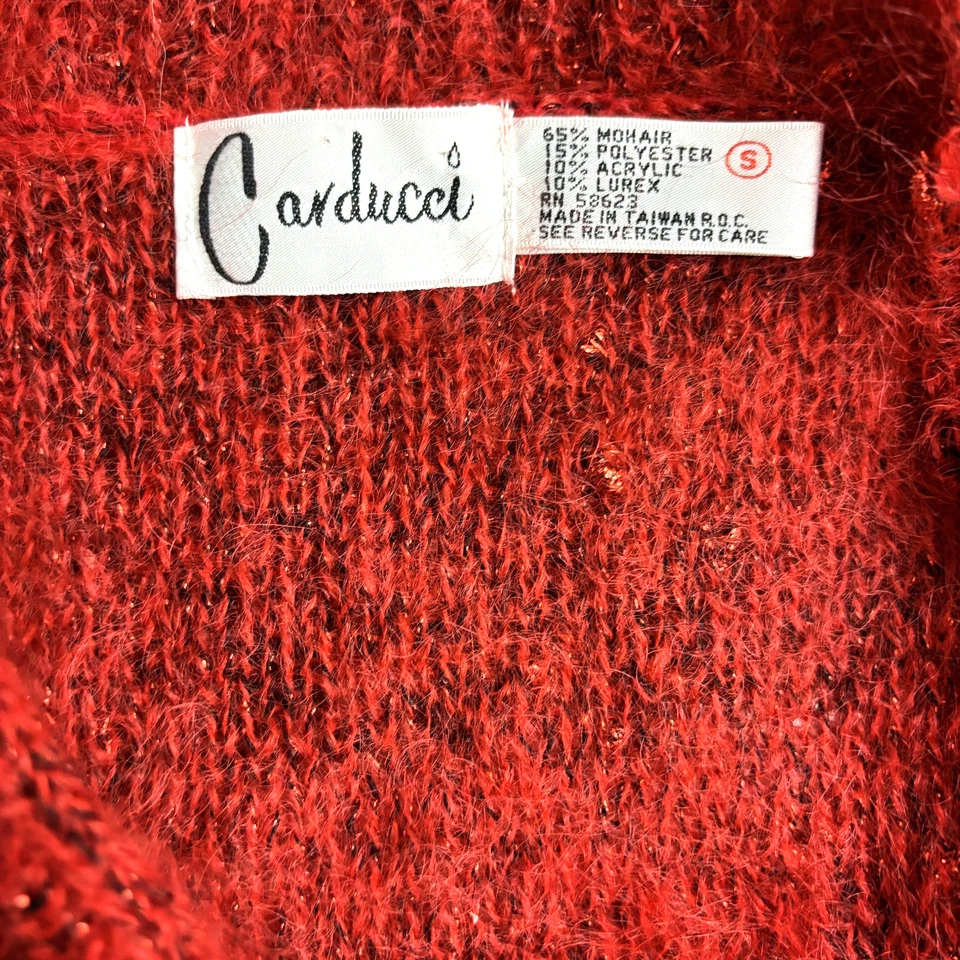 Carducci
65% MOHAIR
15% POLYESTER
10% ACRYLIC
10% LUREX
S
RN 58623
MADE IN TAIWAN R.O.C.
SEE REVERSE FOR CARE